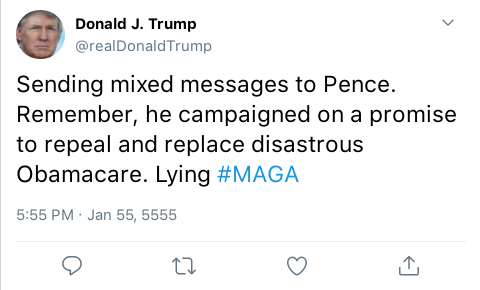 Donald J. Trump
@realDonaldTrump
Sending mixed messages to Pence.
Remember, he campaigned on a promise
to repeal and replace disastrous
Obamacare. Lying #MAGA
5:55 PM · Jan 55, 5555